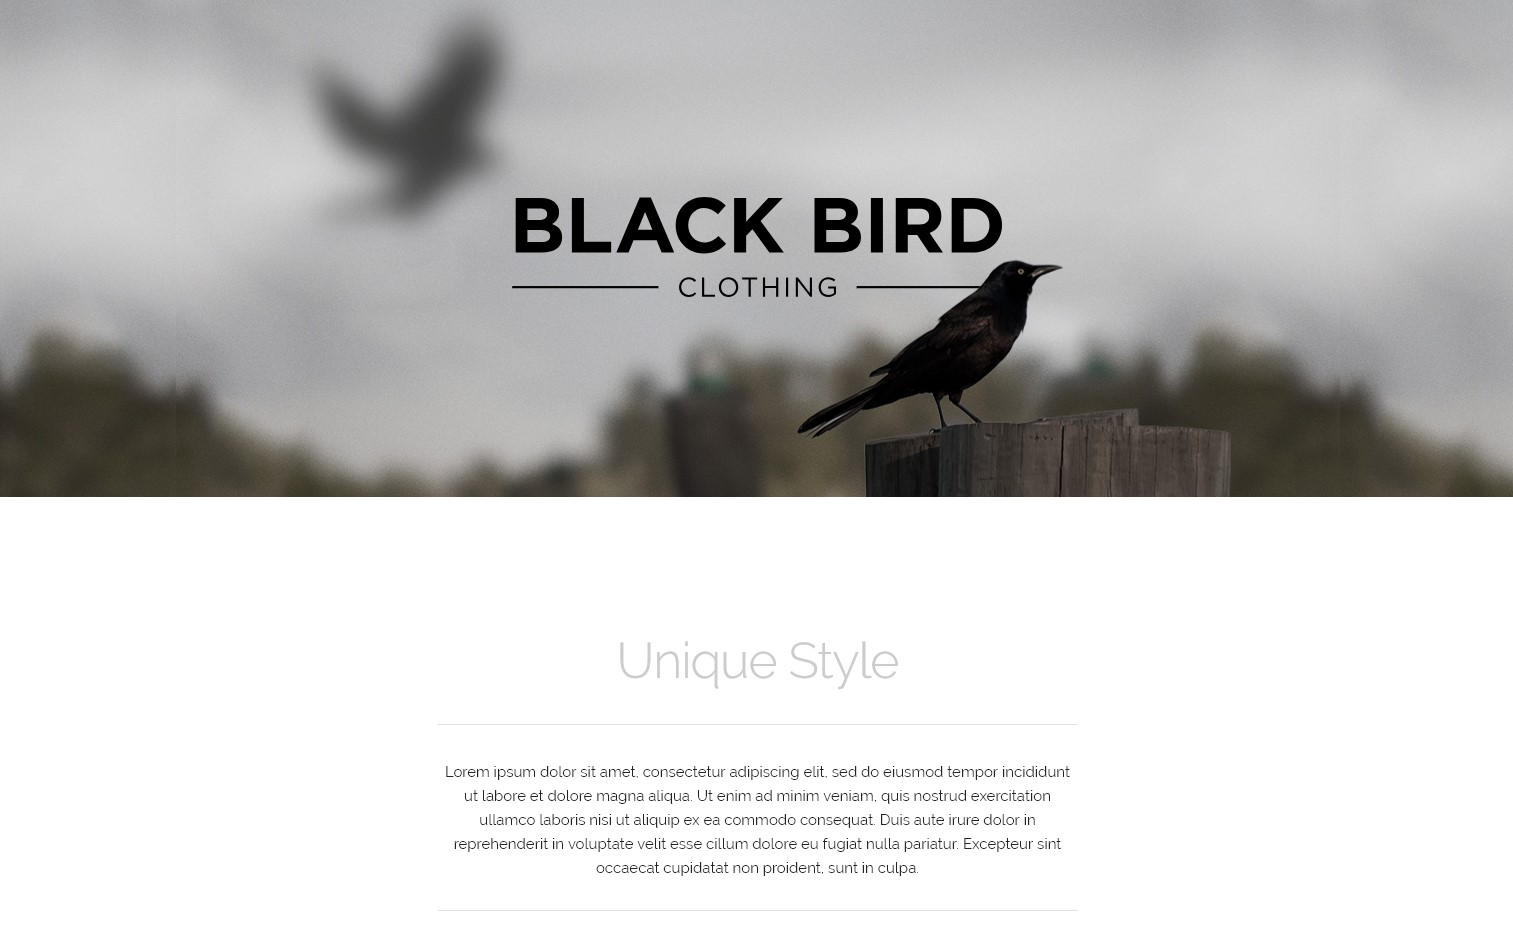 BLACK BIRD
CLOTHING
Unique Style
Lorem ipsum dolor sit amet, consectetur adipiscing elit, sed do eiusmod tempor incididunt
ut labore et dolore magna aliqua. Ut enim ad minim veniam, quis nostrud exercitation
ullamco laboris nisi ut aliquip ex ea commodo consequat. Duis aute irure dolor in
reprehenderit in voluptate velit esse cillum dolore eu fugiat nulla pariatur. Excepteur sint
occaecat cupidatat non proident, sunt in culpa.